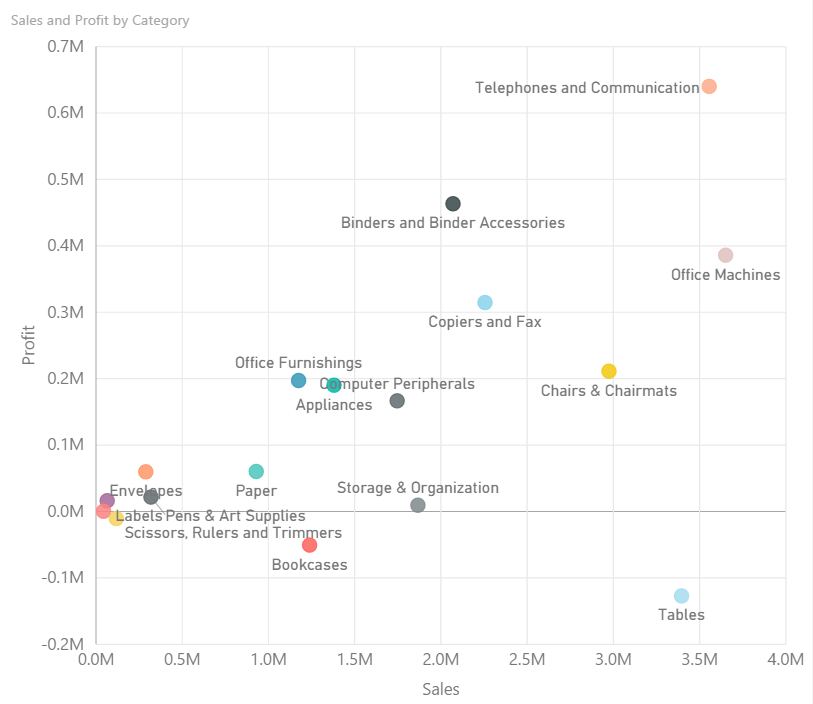 Sales and Profit by Category
0.7M
Telephones and Communication
0.6M
0.5M
Binders and Binder Accessories
0.4M
Office Machines
0.3M
Copiers and Fax
Profit
Office Furnishings
0.2M
Computer Peripherals
Chairs & Chairmats
Appliances
0.1M
Envelopes
Paper
Storage & Organization
0.0M
Labels
Pens & Art Supplies
Scissors, Rulers and Trimmers
Bookcases
-0.1M
Tables
-0.2M
0.0M 0.5M 1.0M 1.5M 2.0M 2.5M 3.0M 3.5M 4.0M
Sales